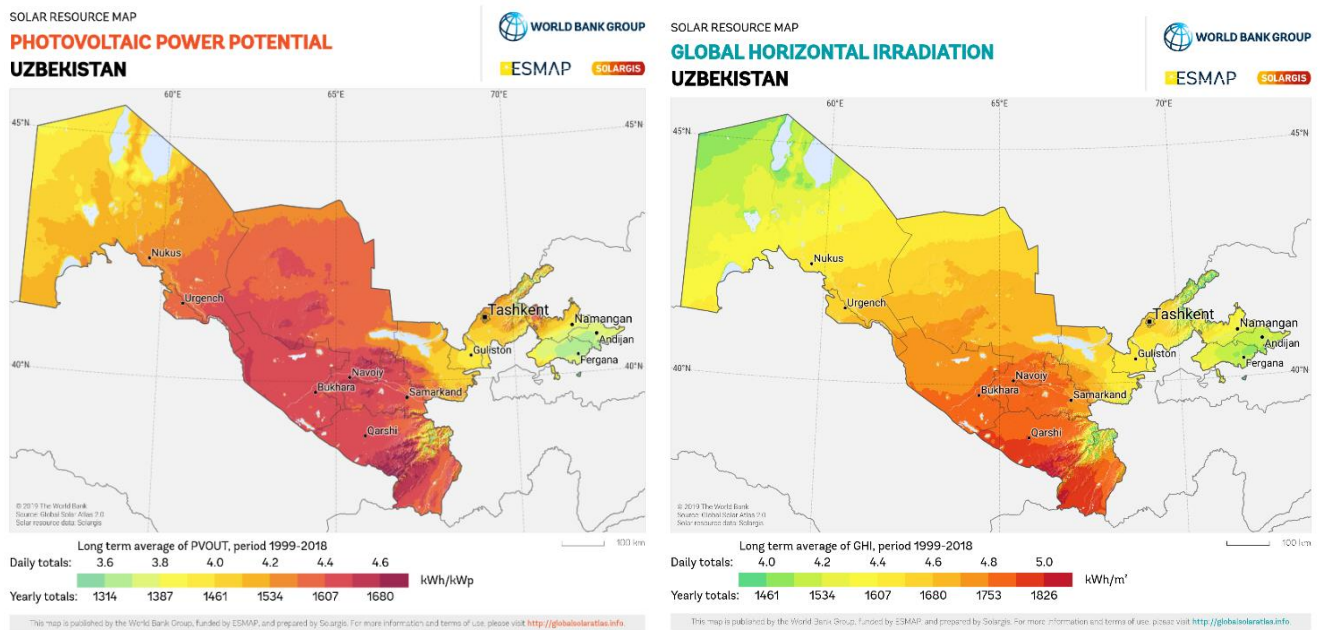 SOLAR RESOURCE MAP
PHOTOVOLTAIC POWER POTENTIAL
UZBEKISTAN
WORLD BANK GROUP
ESMAP
SOLARGIS
60°E
65°E
70°E
45°N
45°N
Nukus
Urgench
Tashkent
Namangan
Andijan
Guliston
Fergana
40°N
40°N
Navoiy
Bukhara
Samarkand
Qarshi
© 2019 The World Bank
Source: Global Solar Atlas 2.0
Solar resource data: Solargis
100 km
Long term average of PVOUT, period 1999-2018
Daily totals: 3.6 3.8 4.0 4.2 4.4 4.6
kWh/kWp
Yearly totals: 1314 1387 1461 1534 1607 1680
This map is published by the World Bank Group, funded by ESMAP, and prepared by Solargis. For more information and terms of use, please visit http://globalsolaratlas.info.
SOLAR RESOURCE MAP
GLOBAL HORIZONTAL IRRADIATION
UZBEKISTAN
WORLD BANK GROUP
ESMAP
SOLARGIS
60°E
65°E
70°E
45°N
45°N
Nukus
Urgench
Tashkent
Namangan
Andijan
Guliston
Fergana
40°N
40°N
Navoiy
Bukhara
Samarkand
Qarshi
© 2019 The World Bank
Source: Global Solar Atlas 2.0
Solar resource data: Solargis
100 km
Long term average of GHI, period 1999-2018
Daily totals: 4.0 4.2 4.4 4.6 4.8 5.0
kWh/m²
Yearly totals: 1461 1534 1607 1680 1753 1826
This map is published by the World Bank Group, funded by ESMAP, and prepared by Solargis. For more information and terms of use, please visit http://globalsolaratlas.info.